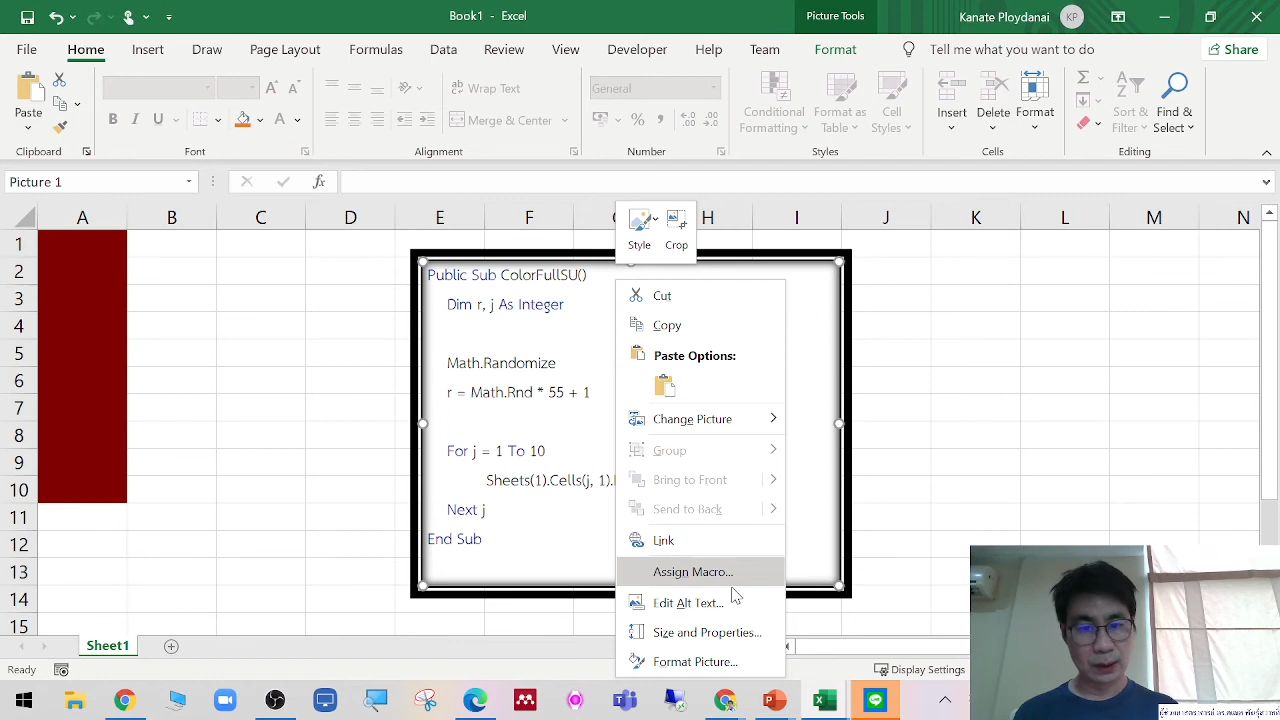 Book1 - Excel
Picture Tools
Kanate Ploydanai
KP
File
Home
Insert
Draw
Page Layout
Formulas
Data
Review
View
Developer
Help
Team
Format
Tell me what you want to do
Share
Paste
Clipboard
B I U
A
A
A
Font
Wrap Text
Merge & Center
Alignment
General
%
Number
Conditional
Formatting
Format as
Table
Cell
Styles
Styles
Insert
Delete
Format
Cells
Sort &
Filter
Find &
Select
Editing
Picture 1
fx
A B C D E F G H I J K L M N
1
2
3
4
5
6
7
8
9
10
11
12
13
14
15
Style
Crop
Public Sub ColorFullSU()
Dim r, j As Integer
Math.Randomize
r = Math.Rnd * 55 + 1
For j = 1 To 10
Sheets(1).Cells(j, 1).
Next j
End Sub
Cut
Copy
Paste Options:
Change Picture
Group
Bring to Front
Send to Back
Link
Assign Macro...
Edit Alt Text...
Size and Properties...
Format Picture...
Sheet1
Ready
Display Settings